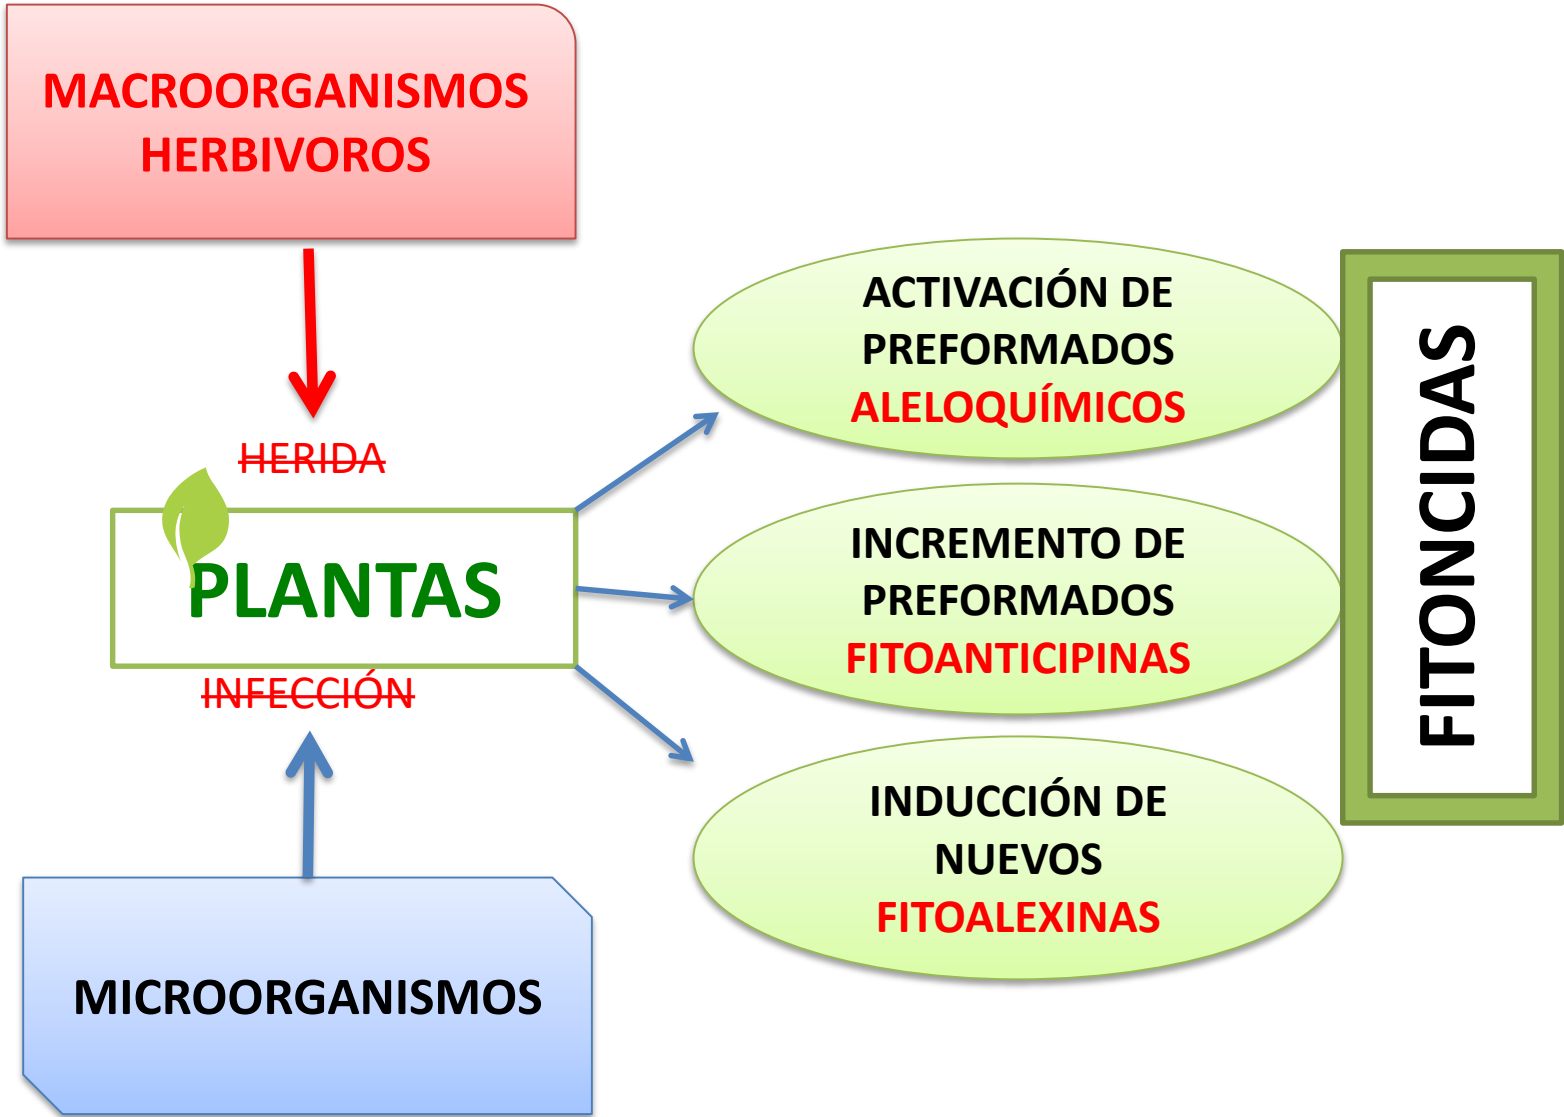 MACROORGANISMOS
HERBIVOROS
HERIDA
PLANTAS
INFECCIÓN
MICROORGANISMOS
ACTIVACIÓN DE
PREFORMADOS
ALELOQUÍMICOS
INCREMENTO DE
PREFORMADOS
FITOANTICIPINAS
INDUCCIÓN DE
NUEVOS
FITOALEXINAS
FITONCIDAS